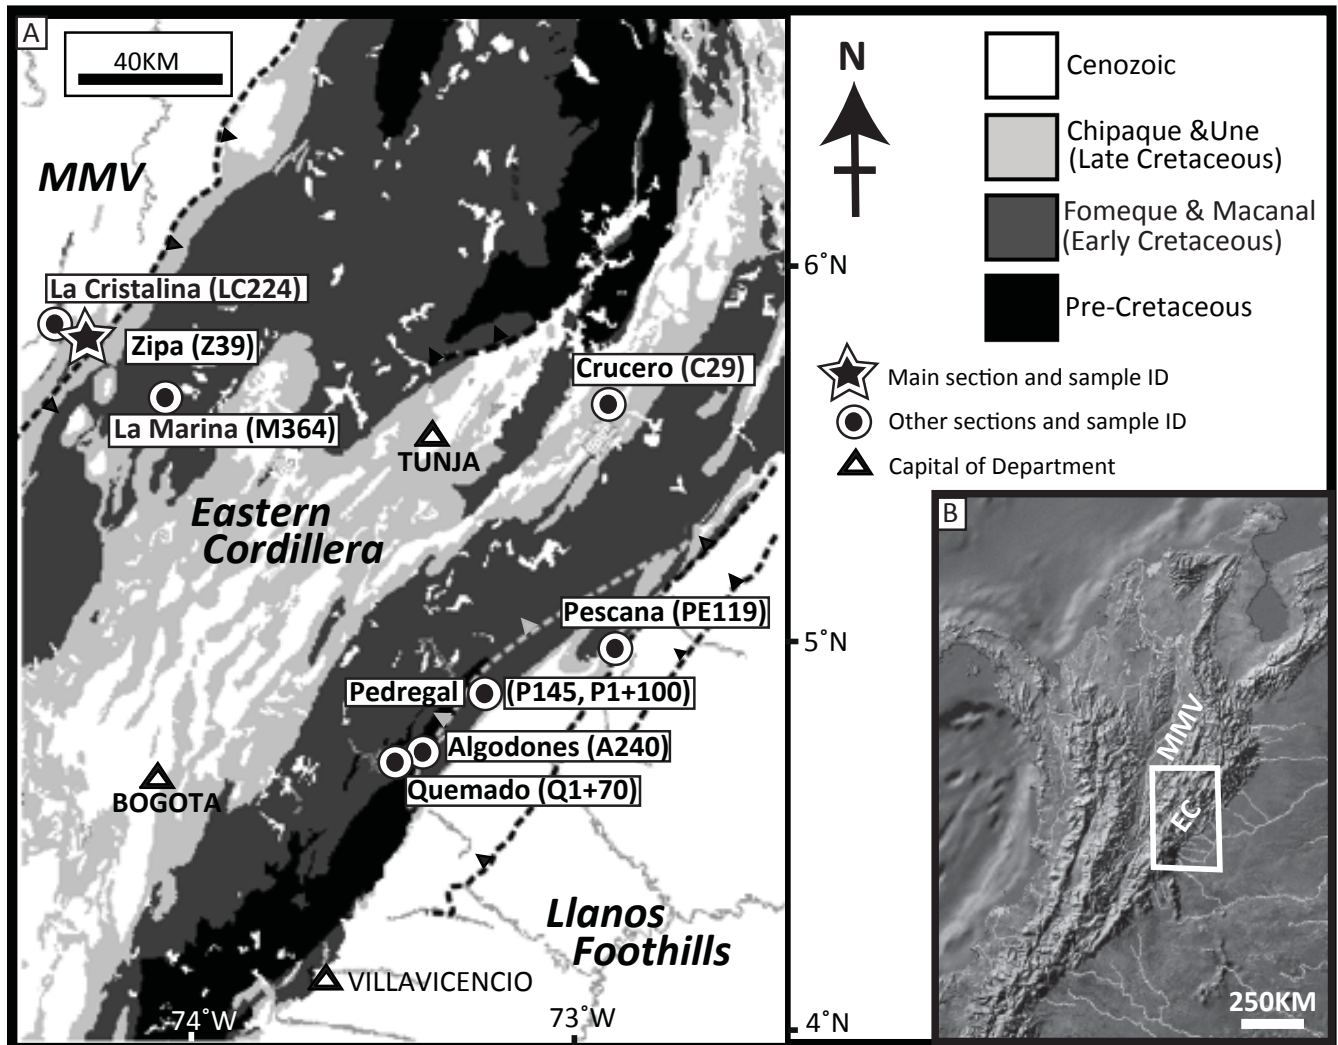 A
40KM
MMV
La Cristalina (LC224)
Zipa (Z39)
La Marina (M364)
Crucero (C29)
TUNJA
Eastern
Cordillera
Pescana (PE119)
Pedregal (P145, P1+100)
Algodones (A240)
Quemado (Q1+70)
BOGOTA
Llanos
Foothills
VILLAVICENCIO
74˚W
73˚W
6˚N
5˚N
4˚N
N
Cenozoic
Chipaque &Une
(Late Cretaceous)
Fomeque & Macanal
(Early Cretaceous)
Pre-Cretaceous
Main section and sample ID
Other sections and sample ID
Capital of Department
B
MMV
EC
250KM